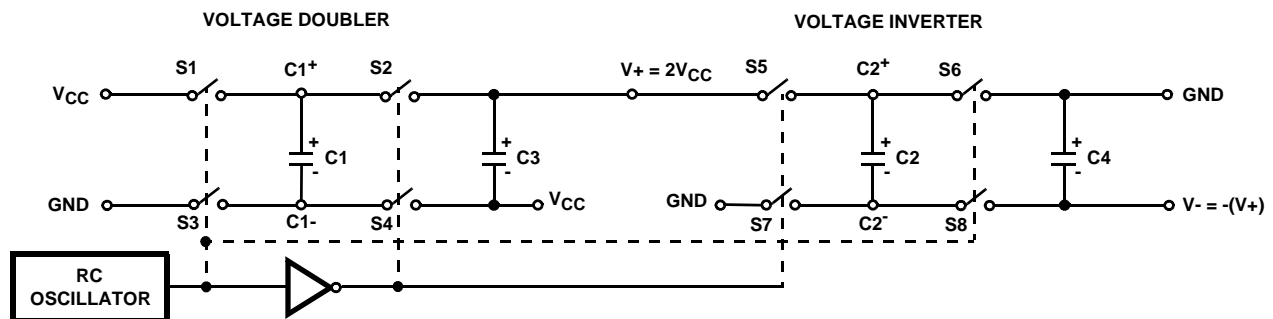 VOLTAGE DOUBLER
VOLTAGE INVERTER
S1 C1+ S2 V+ = 2VCC S5 C2+ S6
VCC GND
+ + + +
C1 C3 C2 C4
- - - -
GND VCC GND V- = -(V+)
S3 C1- S4 S7 C2- S8
RC
OSCILLATOR